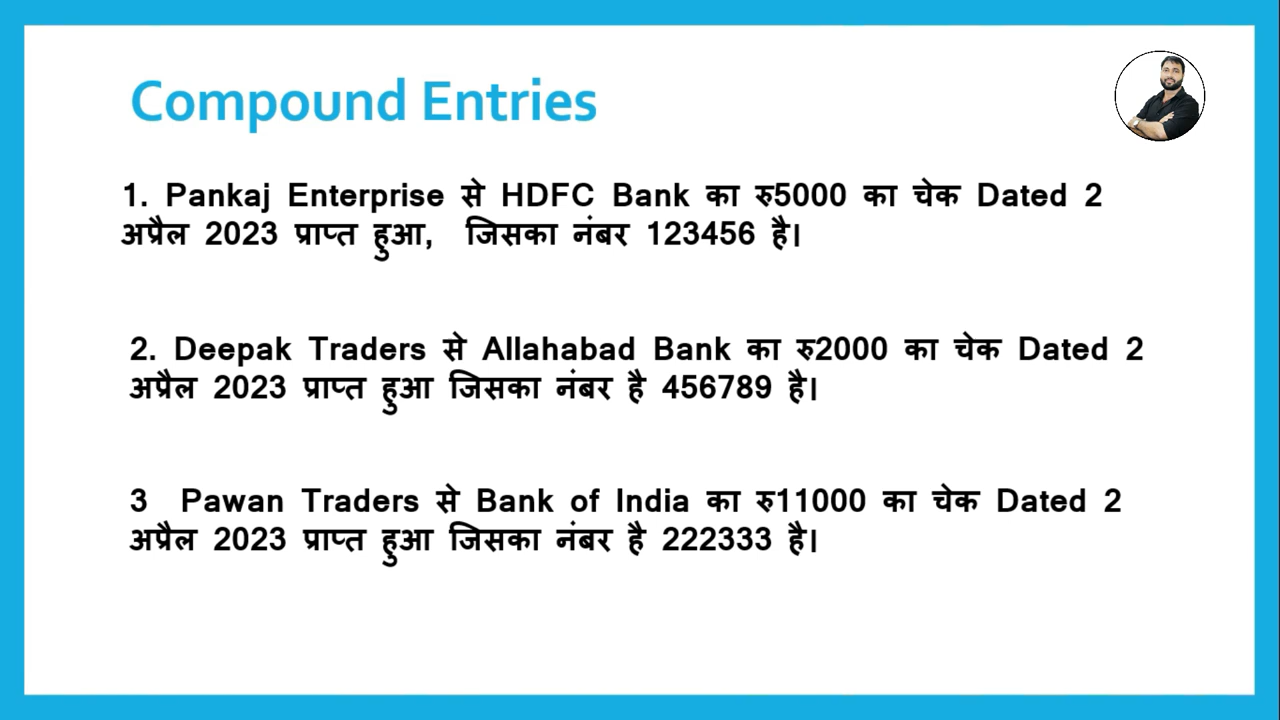 Compound Entries
1. Pankaj Enterprise से HDFC Bank का रु5000 का चेक Dated 2
अप्रैल 2023 प्राप्त हुआ, जिसका नंबर 123456 है।
2. Deepak Traders से Allahabad Bank का रु2000 का चेक Dated 2
अप्रैल 2023 प्राप्त हुआ जिसका नंबर है 456789 है।
3 Pawan Traders से Bank of India का रु11000 का चेक Dated 2
अप्रैल 2023 प्राप्त हुआ जिसका नंबर है 222333 है।